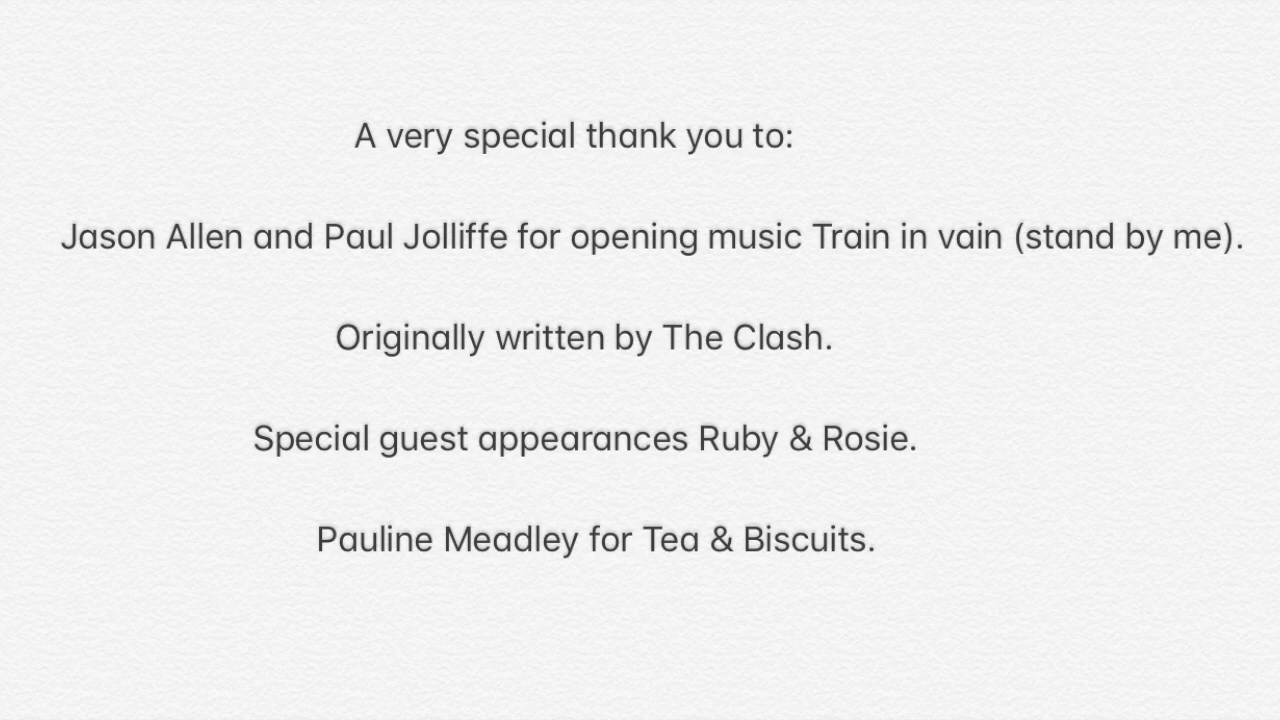 A very special thank you to:
Jason Allen and Paul Jolliffe for opening music Train in vain (stand by me).
Originally written by The Clash.
Special guest appearances Ruby & Rosie.
Pauline Meadley for Tea & Biscuits.